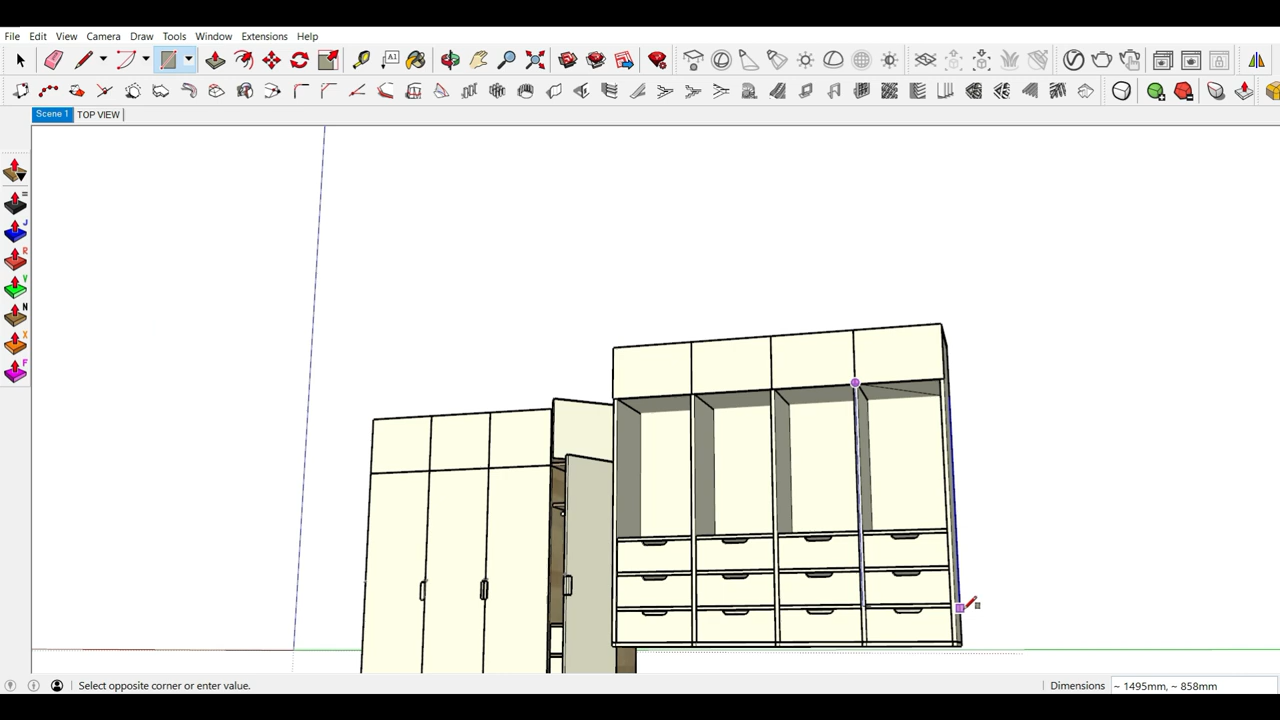 File Edit View Camera Draw Tools Window Extensions Help
A1
Scene 1 TOP VIEW
=
J
R
V
N
X
F
Select opposite corner or enter value. Dimensions ~ 1495mm, ~ 858mm